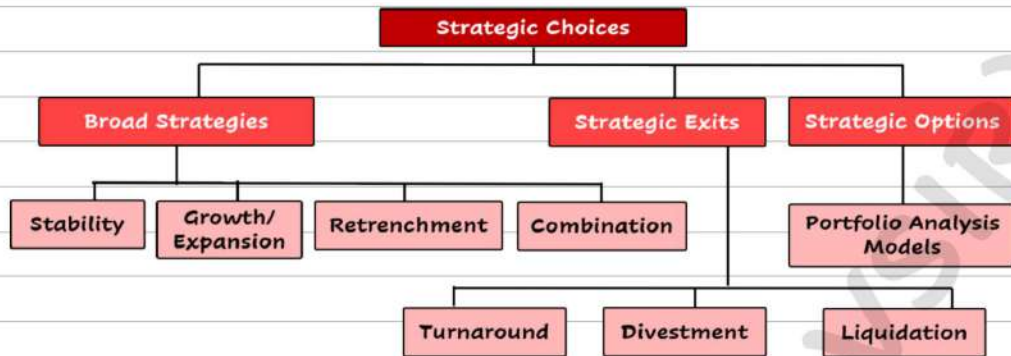 Strategic Choices
Broad Strategies
Strategic Exits
Strategic Options
Stability
Growth/
Expansion
Retrenchment
Combination
Portfolio Analysis
Models
Turnaround
Divestment
Liquidation